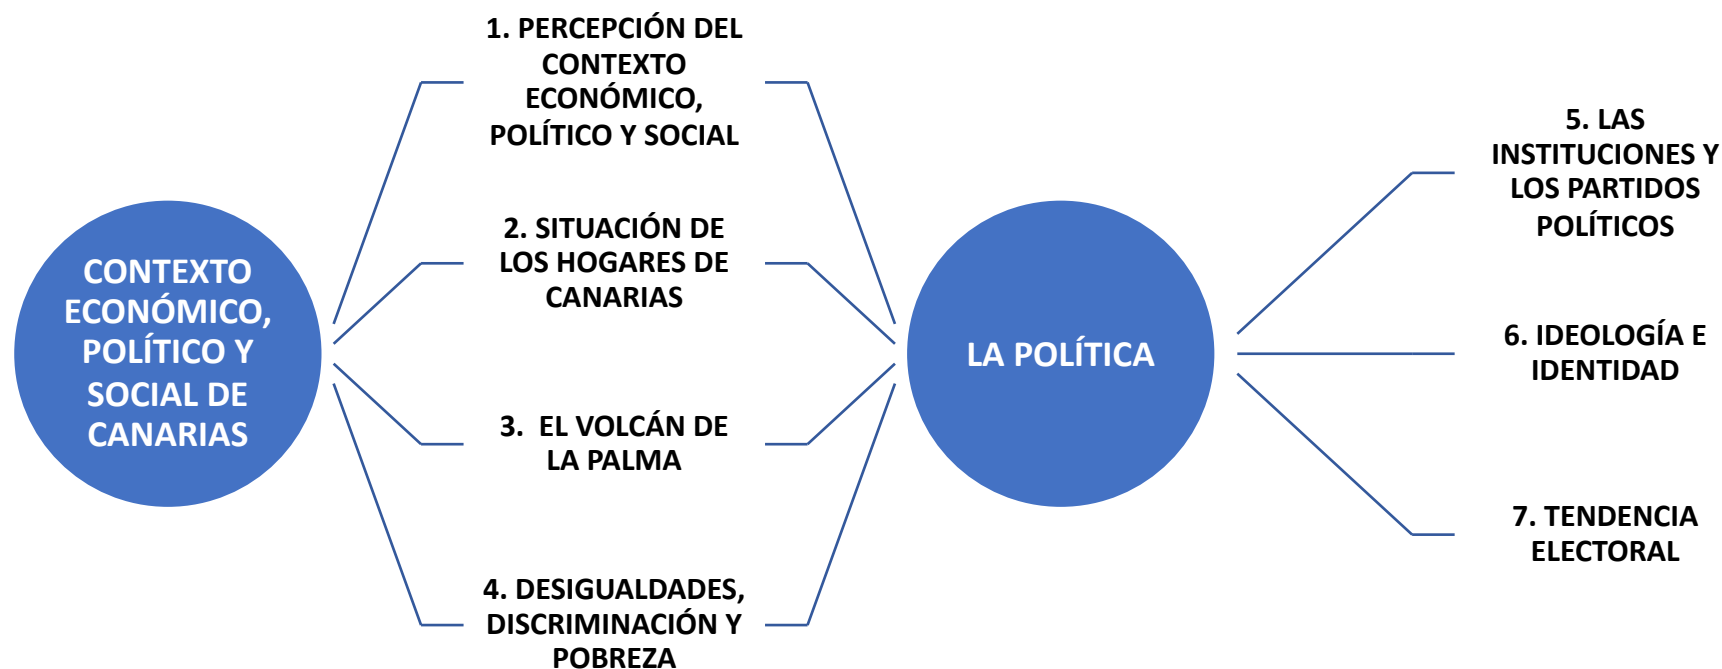 CONTEXTO
ECONÓMICO,
POLÍTICO Y
SOCIAL DE
CANARIAS
1. PERCEPCIÓN DEL
CONTEXTO
ECONÓMICO,
POLÍTICO Y SOCIAL
2. SITUACIÓN DE
LOS HOGARES DE
CANARIAS
3. EL VOLCÁN DE
LA PALMA
4. DESIGUALDADES,
DISCRIMINACIÓN Y
POBREZA
LA POLÍTICA
5. LAS
INSTITUCIONES Y
LOS PARTIDOS
POLÍTICOS
6. IDEOLOGÍA E
IDENTIDAD
7. TENDENCIA
ELECTORAL